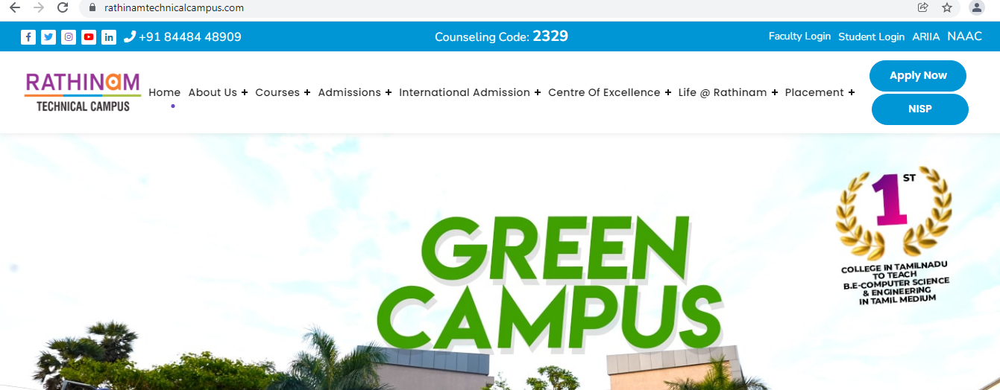 rathinamtechnicalcampus.com
+91 84484 48909
Counseling Code: 2329
Faculty Login Student Login ARIIA NAAC
RATHINAM
TECHNICAL CAMPUS
Home About Us + Courses + Admissions + International Admission + Centre Of Excellence + Life @ Rathinam + Placement +
Apply Now
NISP
GREEN
CAMPUS
1ST
COLLEGE IN TAMILNADU
TO TEACH
B.E-COMPUTER SCIENCE
& ENGINEERING
IN TAMIL MEDIUM